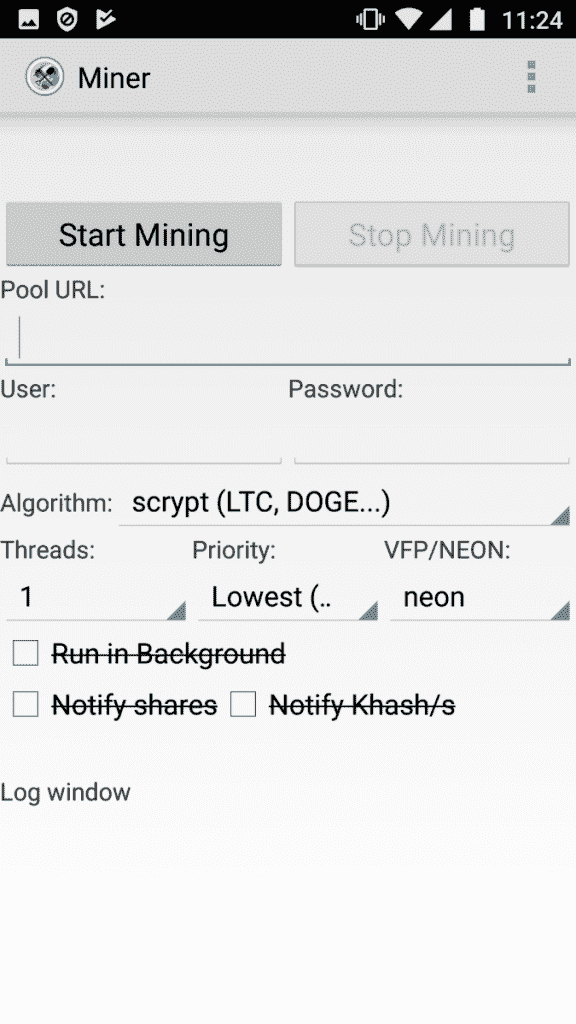 11:24
Miner
Start Mining Stop Mining
Pool URL:
User: Password:
Algorithm: scrypt (LTC, DOGE...)
Threads: Priority: VFP/NEON:
1 Lowest (.. neon
Run in Background
Notify shares Notify Khash/s
Log window